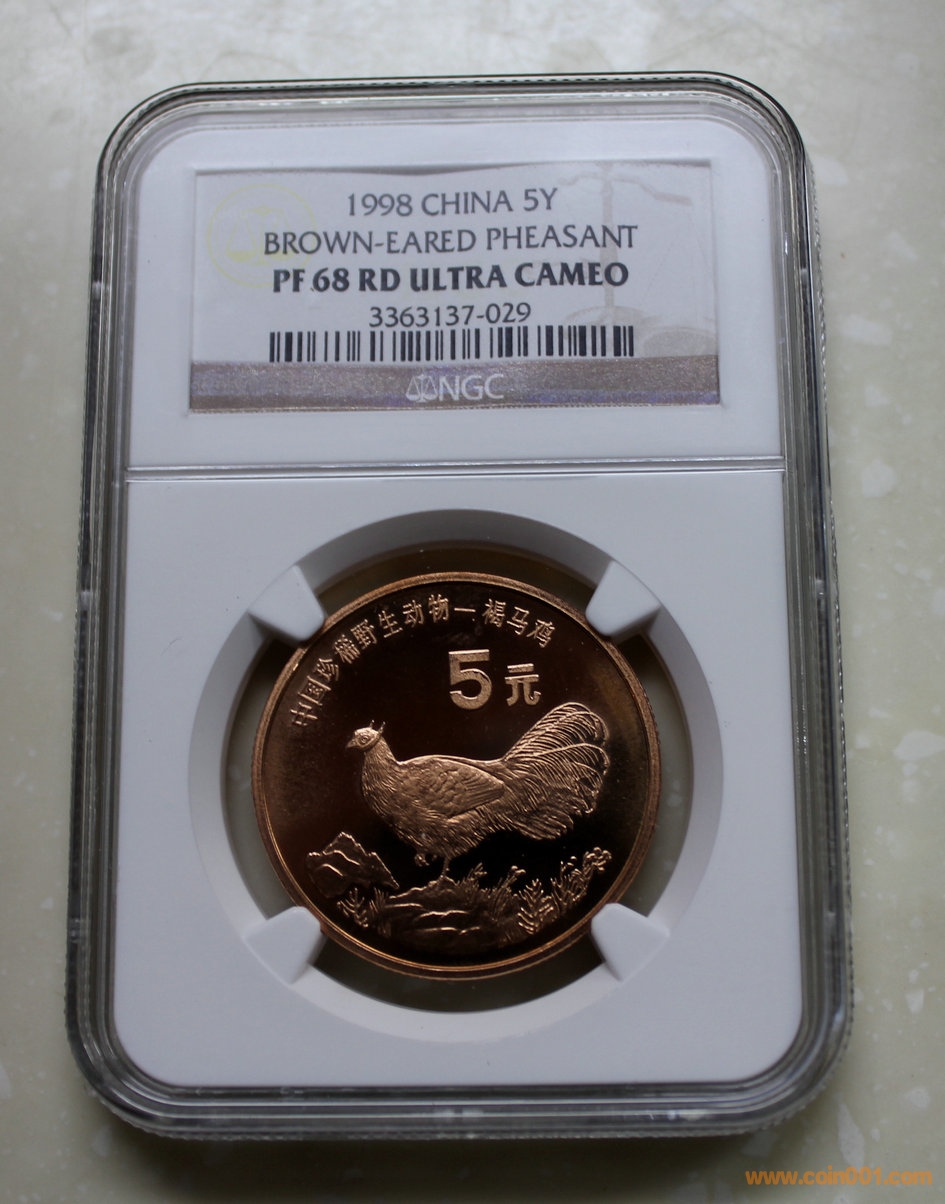 1998 CHINA 5Y
BROWN-EARED PHEASANT
PF 68 RD ULTRA CAMEO
3363137-029
NGC
中国珍稀野生动物—褐马鸡
5元
www.coin001.com